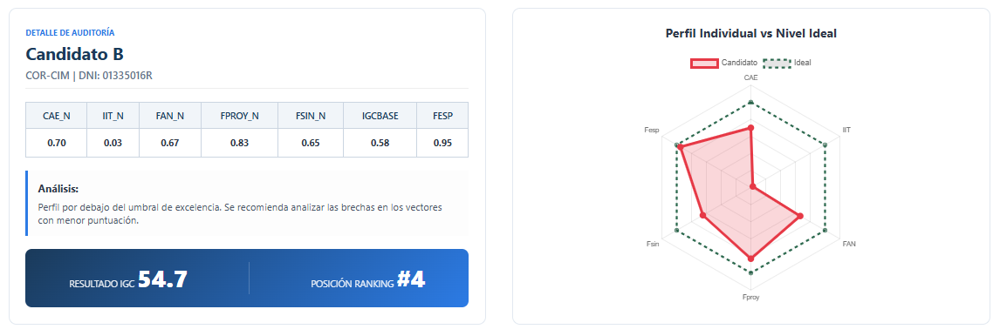 DETALLE DE AUDITORÍA
Candidato B
COR-CIM | DNI: 01335016R
CAE_N IIT_N FAN_N FPROY_N FSIN_N IGCBASE FESP
0.70 0.03 0.67 0.83 0.65 0.58 0.95
Análisis:
Perfil por debajo del umbral de excelencia. Se recomienda analizar las brechas en los vectores
con menor puntuación.
RESULTADO IGC 54.7
POSICIÓN RANKING #4
Perfil Individual vs Nivel Ideal
Candidato Ideal
CAE
Fesp IIT
Fsin FAN
Fproy